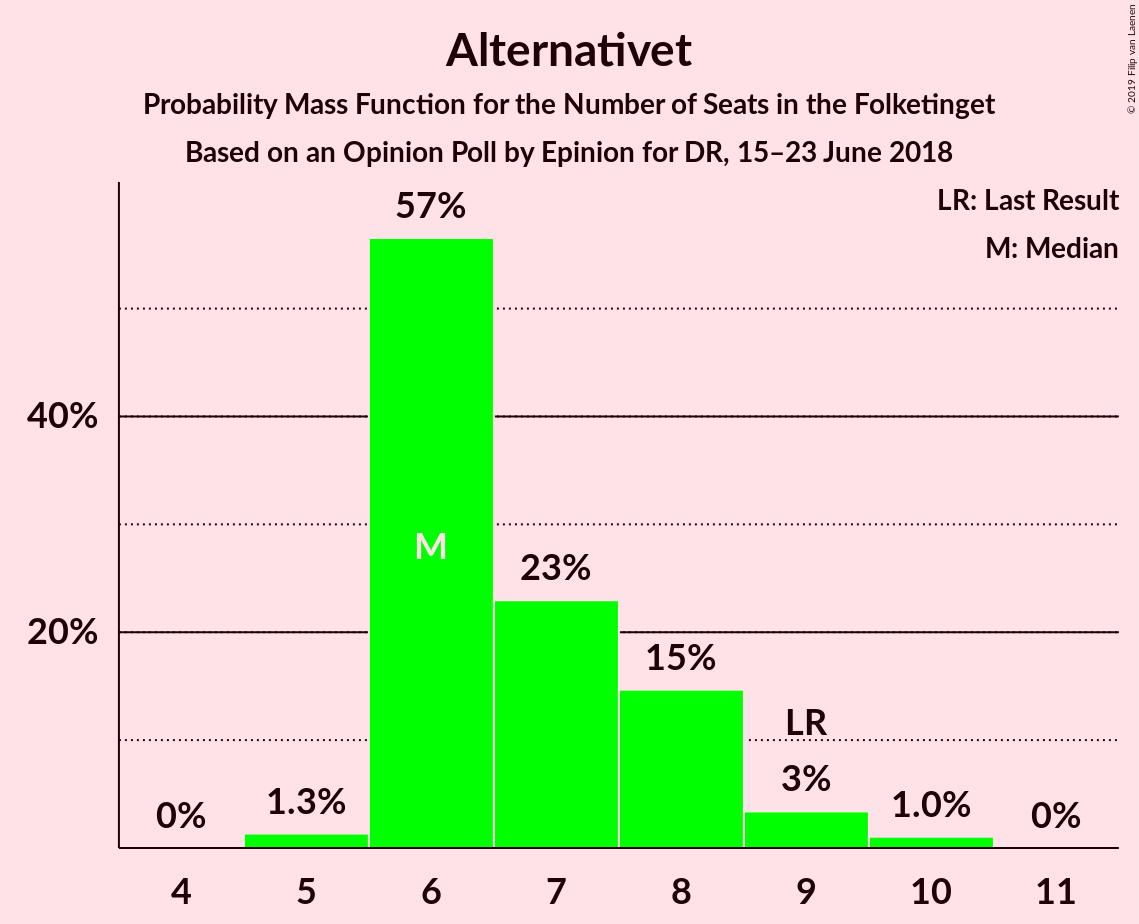 Alternativet
Probability Mass Function for the Number of Seats in the Folketinget
Based on an Opinion Poll by Epinion for DR, 15–23 June 2018
© 2019 Filip van Laenen
LR: Last Result
M: Median
57%
40%
M
23%
20%
15%
LR
3%
1.3%
1.0%
0%
0%
4 5 6 7 8 9 10 11